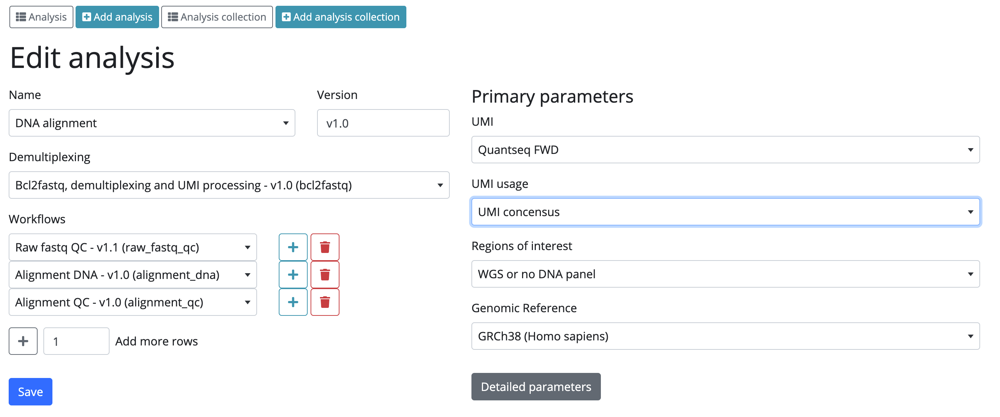 Analysis Add analysis Analysis collection Add analysis collection
Edit analysis
Name
DNA alignment
Version
v1.0
Demultiplexing
Bcl2fastq, demultiplexing and UMI processing - v1.0 (bcl2fastq)
Workflows
Raw fastq QC - v1.1 (raw_fastq_qc)
Alignment DNA - v1.0 (alignment_dna)
Alignment QC - v1.0 (alignment_qc)
1 Add more rows
Save
Primary parameters
UMI
Quantseq FWD
UMI usage
UMI concensus
Regions of interest
WGS or no DNA panel
Genomic Reference
GRCh38 (Homo sapiens)
Detailed parameters